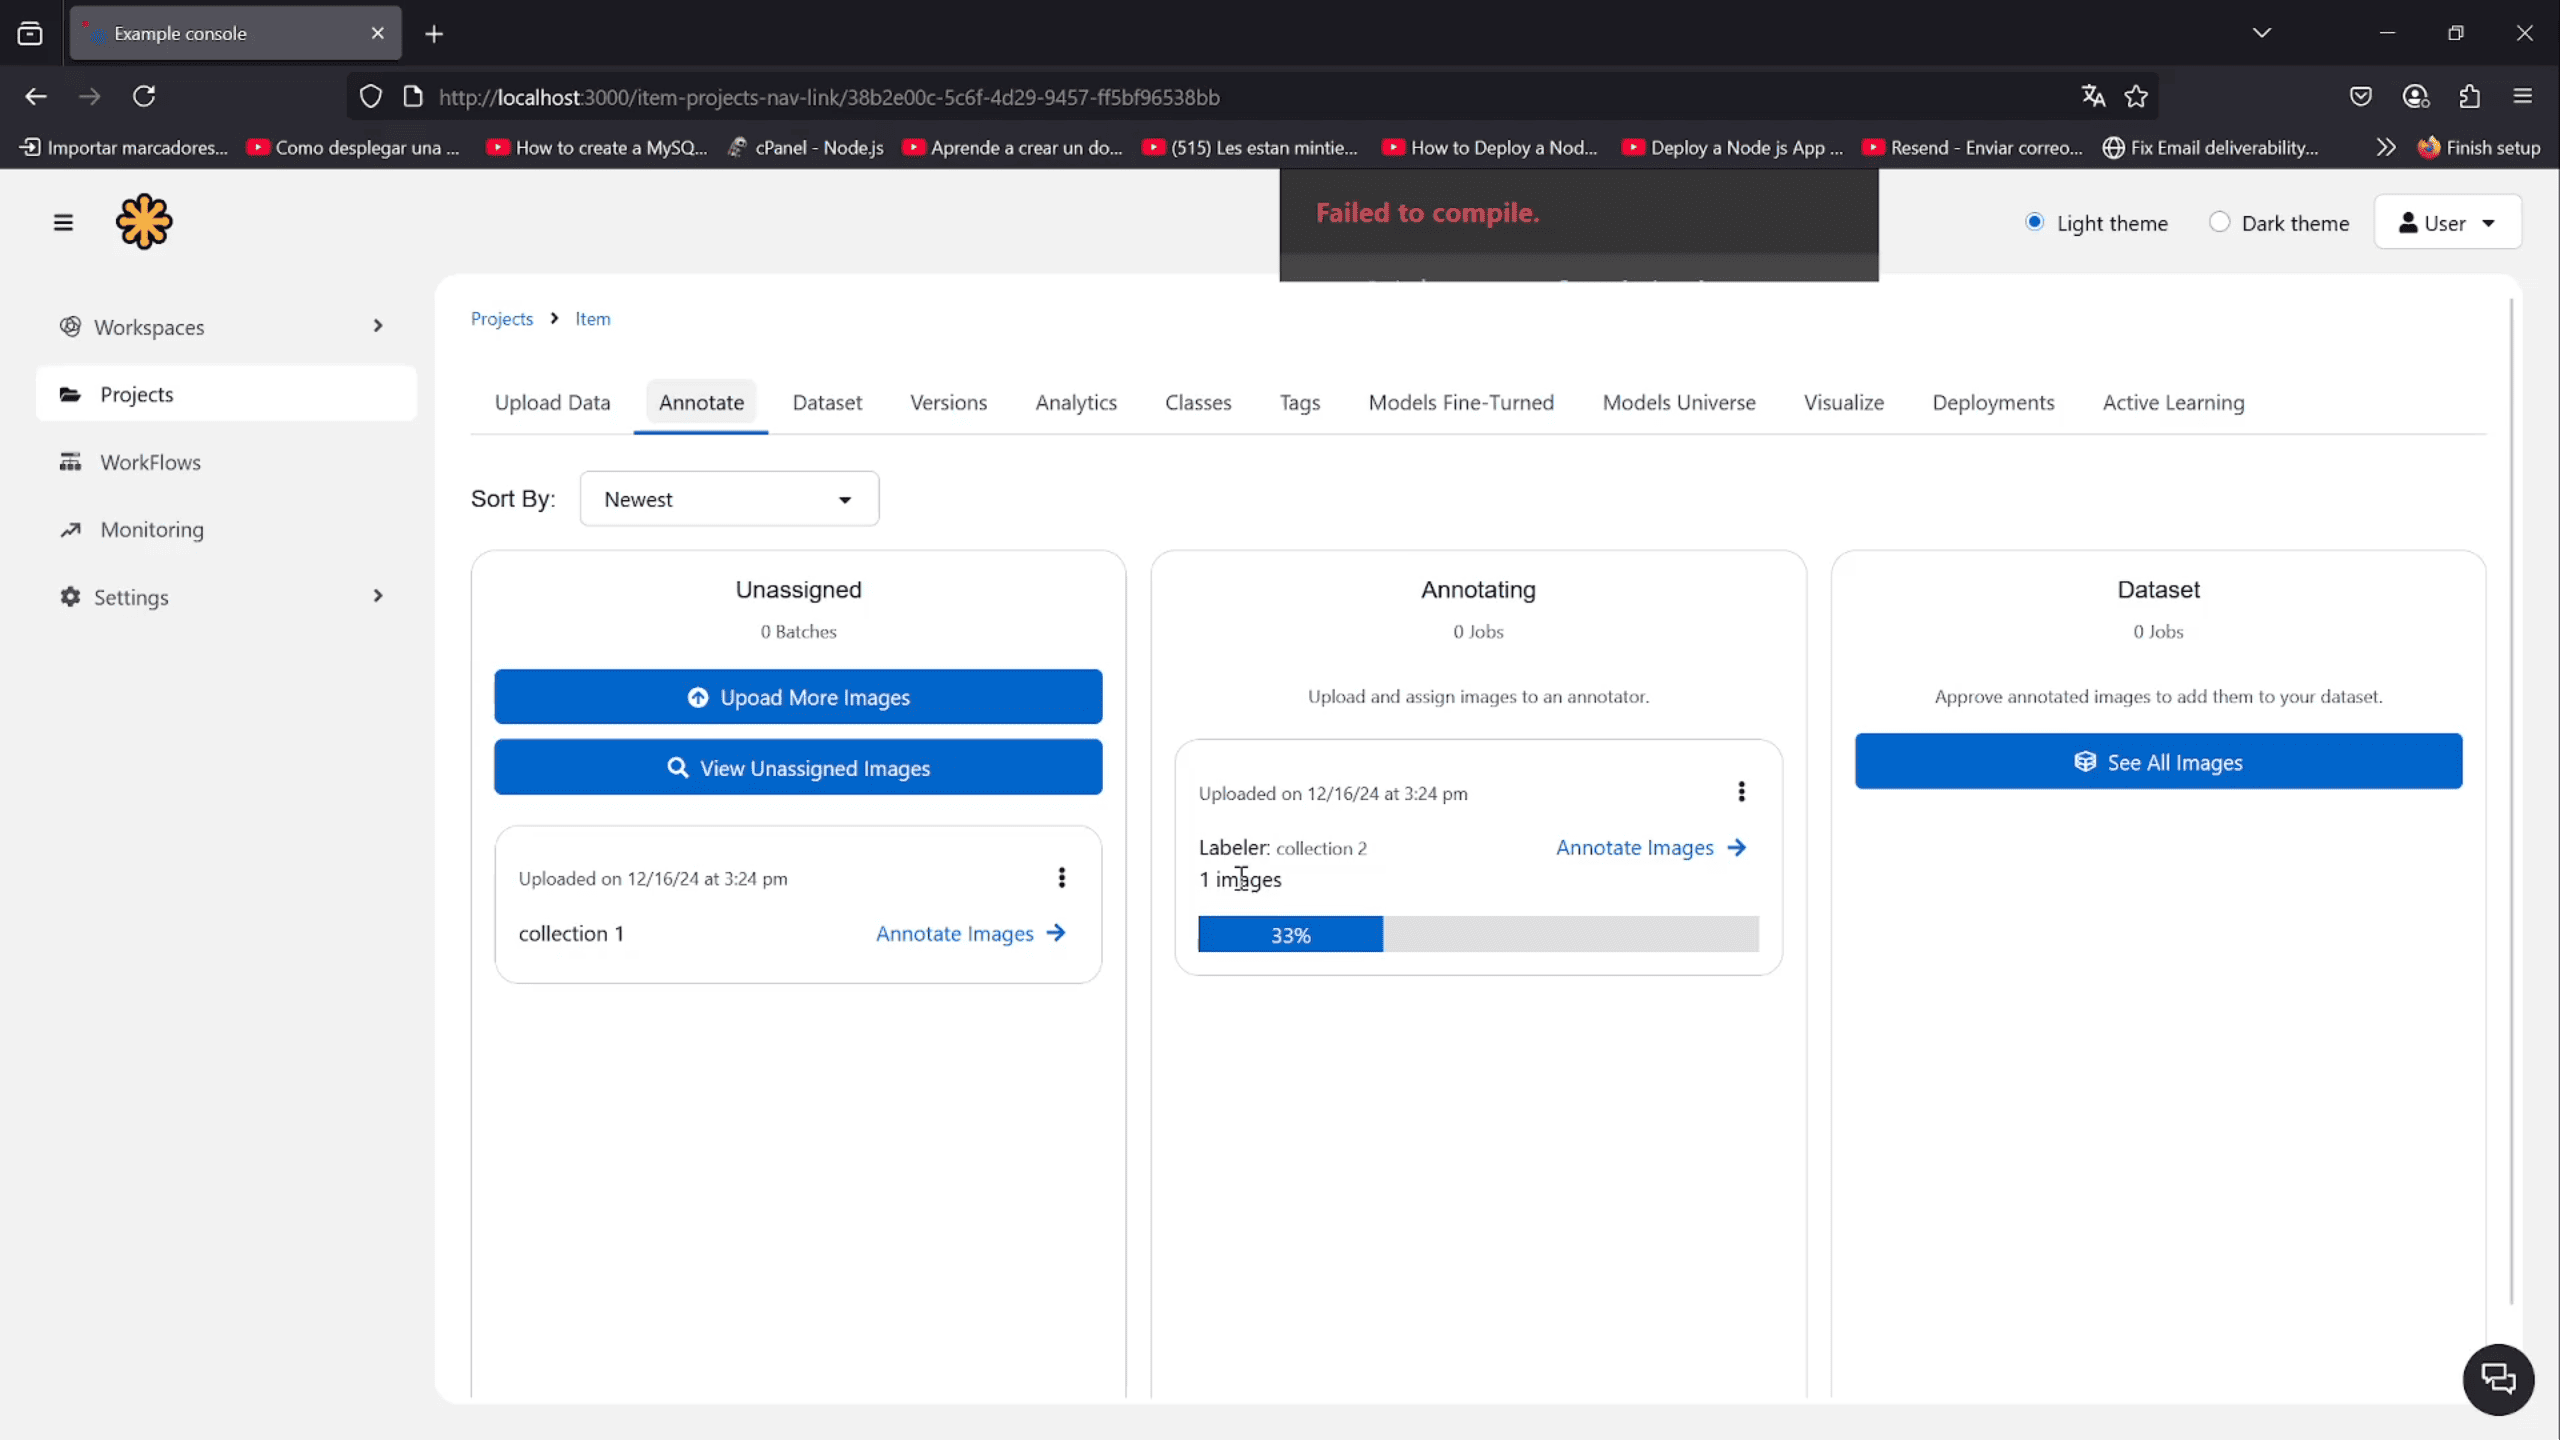 Example console
http://localhost:3000/item-projects-nav-link/38b2e00c-5c6f-4d29-9457-ff5bf96538bb
Importar marcadores... Como desplegar una ... How to create a MySQ... cPanel - Node.js Aprende a crear un do... (515) Les estan mintie... How to Deploy a Nod... Deploy a Node js App ... Resend - Enviar correo... Fix Email deliverability... Finish setup
Failed to compile.
Light theme Dark theme User
Workspaces
Projects
WorkFlows
Monitoring
Settings
Projects Item
Upload Data Annotate Dataset Versions Analytics Classes Tags Models Fine-Turned Models Universe Visualize Deployments Active Learning
Sort By: Newest
Unassigned
0 Batches
Upoad More Images
View Unassigned Images
Uploaded on 12/16/24 at 3:24 pm
collection 1 Annotate Images
Annotating
0 Jobs
Upload and assign images to an annotator.
Uploaded on 12/16/24 at 3:24 pm
Labeler: collection 2 Annotate Images
1 images
33%
Dataset
0 Jobs
Approve annotated images to add them to your dataset.
See All Images